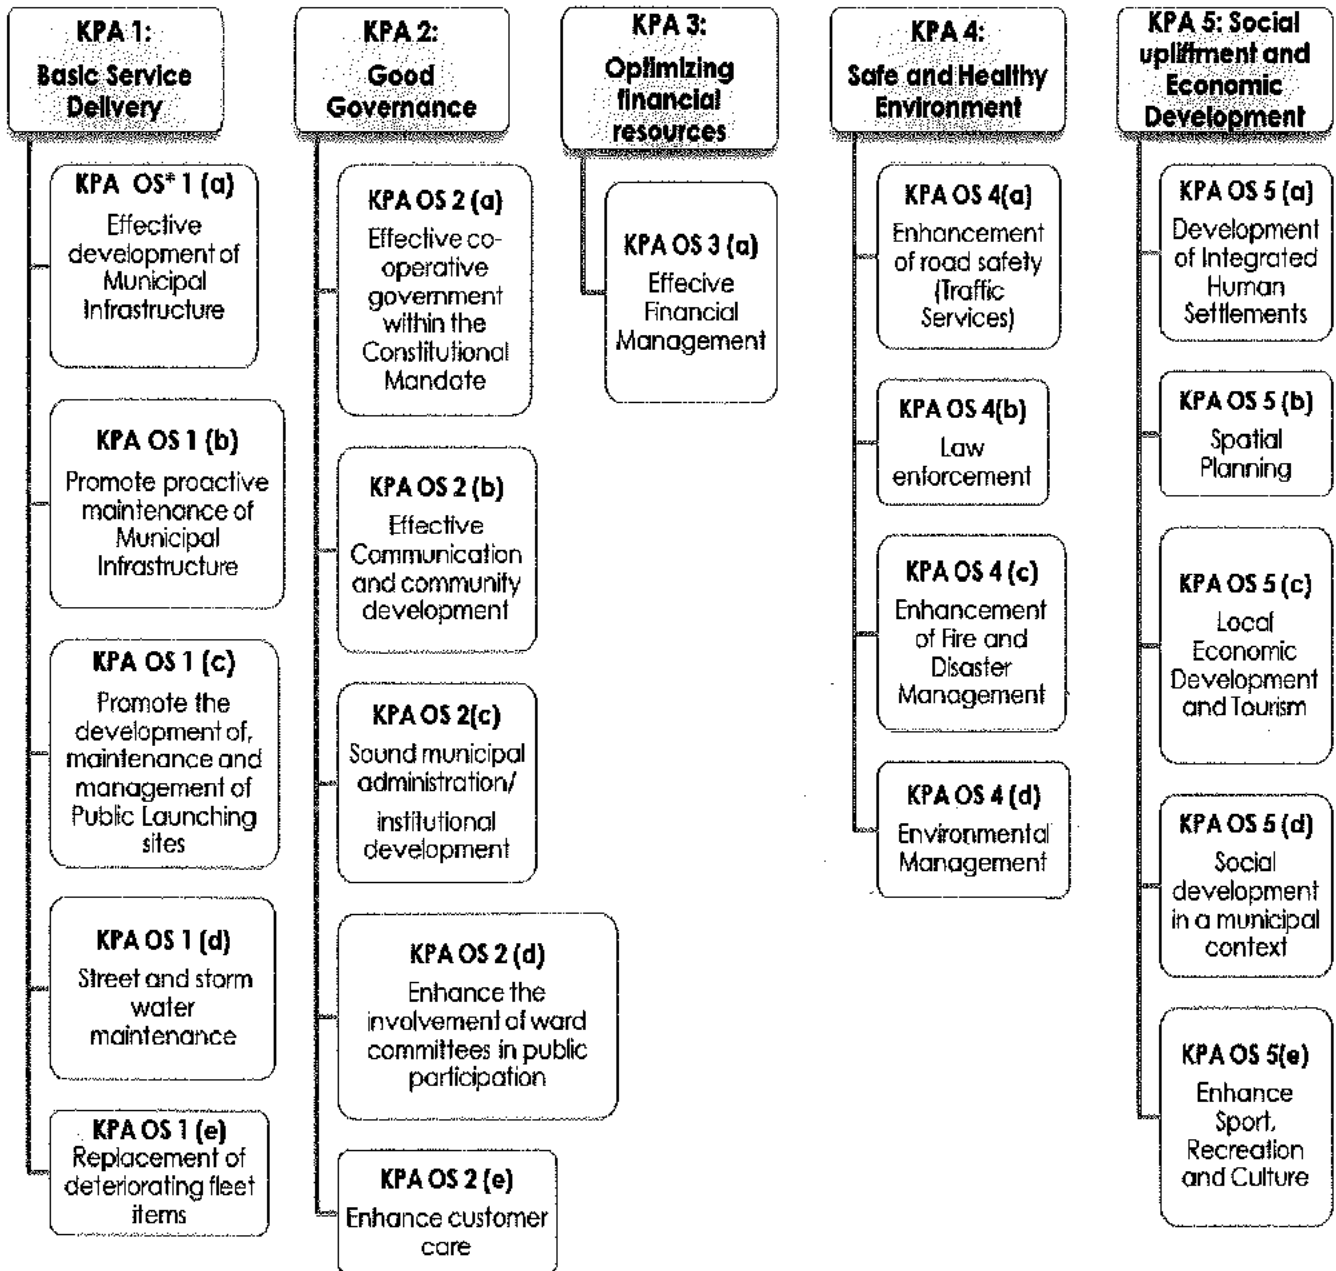 KPA 1:
Basic Service
Delivery
KPA OS* 1 (a)
Effective
development of
Municipal
Infrastructure
KPA OS 1 (b)
Promote proactive
maintenance of
Municipal
Infrastructure
KPA OS 1 (c)
Promote the
development of,
maintenance and
management of
Public Launching
sites
KPA OS 1 (d)
Street and storm
water
maintenance
KPA OS 1 (e)
Replacement of
deteriorating fleet
items
KPA 2:
Good
Governance
KPA OS 2 (a)
Effective co-
operative
government
within the
Constitutional
Mandate
KPA OS 2 (b)
Effective
Communication
and community
development
KPA OS 2(c)
Sound municipal
administration/
institutional
development
KPA OS 2 (d)
Enhance the
involvement of ward
committees in public
participation
KPA OS 2 (e)
Enhance customer
care
KPA 3:
Optimizing
financial
resources
KPA OS 3 (a)
Effective
Financial
Management
KPA 4:
Safe and Healthy
Environment
KPA OS 4(a)
Enhancement
of road safety
(Traffic
Services)
KPA OS 4(b)
Law
enforcement
KPA OS 4 (c)
Enhancement
of Fire and
Disaster
Management
KPA OS 4 (d)
Environmental
Management
KPA 5: Social
upliftment and
Economic
Development
KPA OS 5 (a)
Development
of Integrated
Human
Settlements
KPA OS 5 (b)
Spatial
Planning
KPA OS 5 (c)
Local
Economic
Development
and Tourism
KPA OS 5 (d)
Social
development
in a municipal
context
KPA OS 5(e)
Enhance
Sport,
Recreation
and Culture